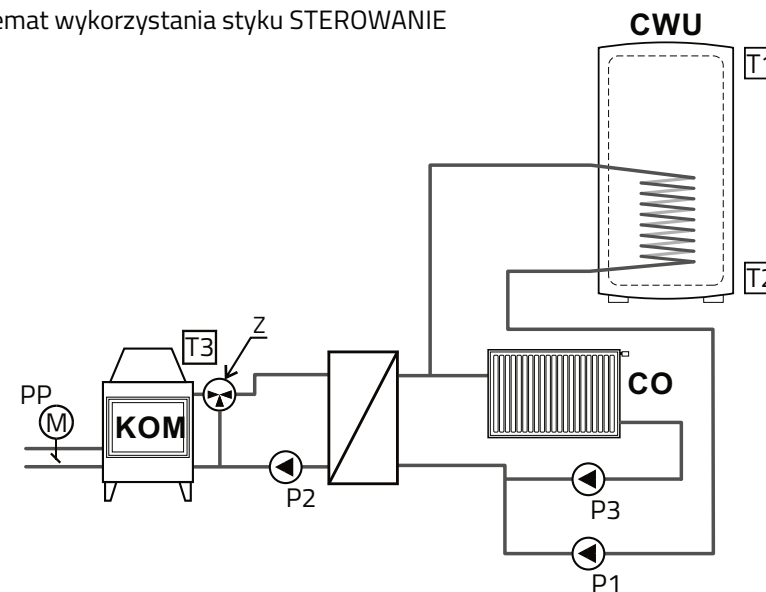 emat wykorzystania styku STEROWANIE
CWU
T1
T2
Z
T3
PP
M
KOM
CO
P2
P3
P1